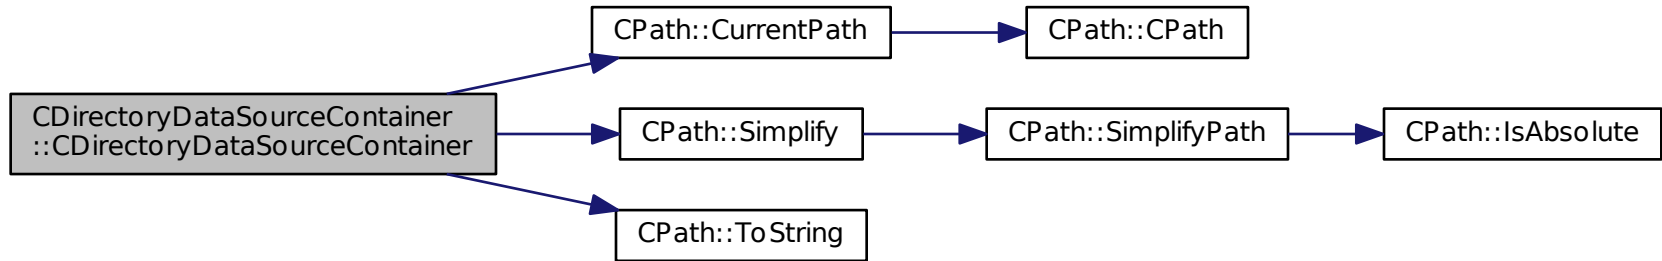 CPath::CurrentPath
CPath::CPath
CDirectoryDataSourceContainer
::CDirectoryDataSourceContainer
CPath::Simplify
CPath::SimplifyPath
CPath::IsAbsolute
CPath::ToString